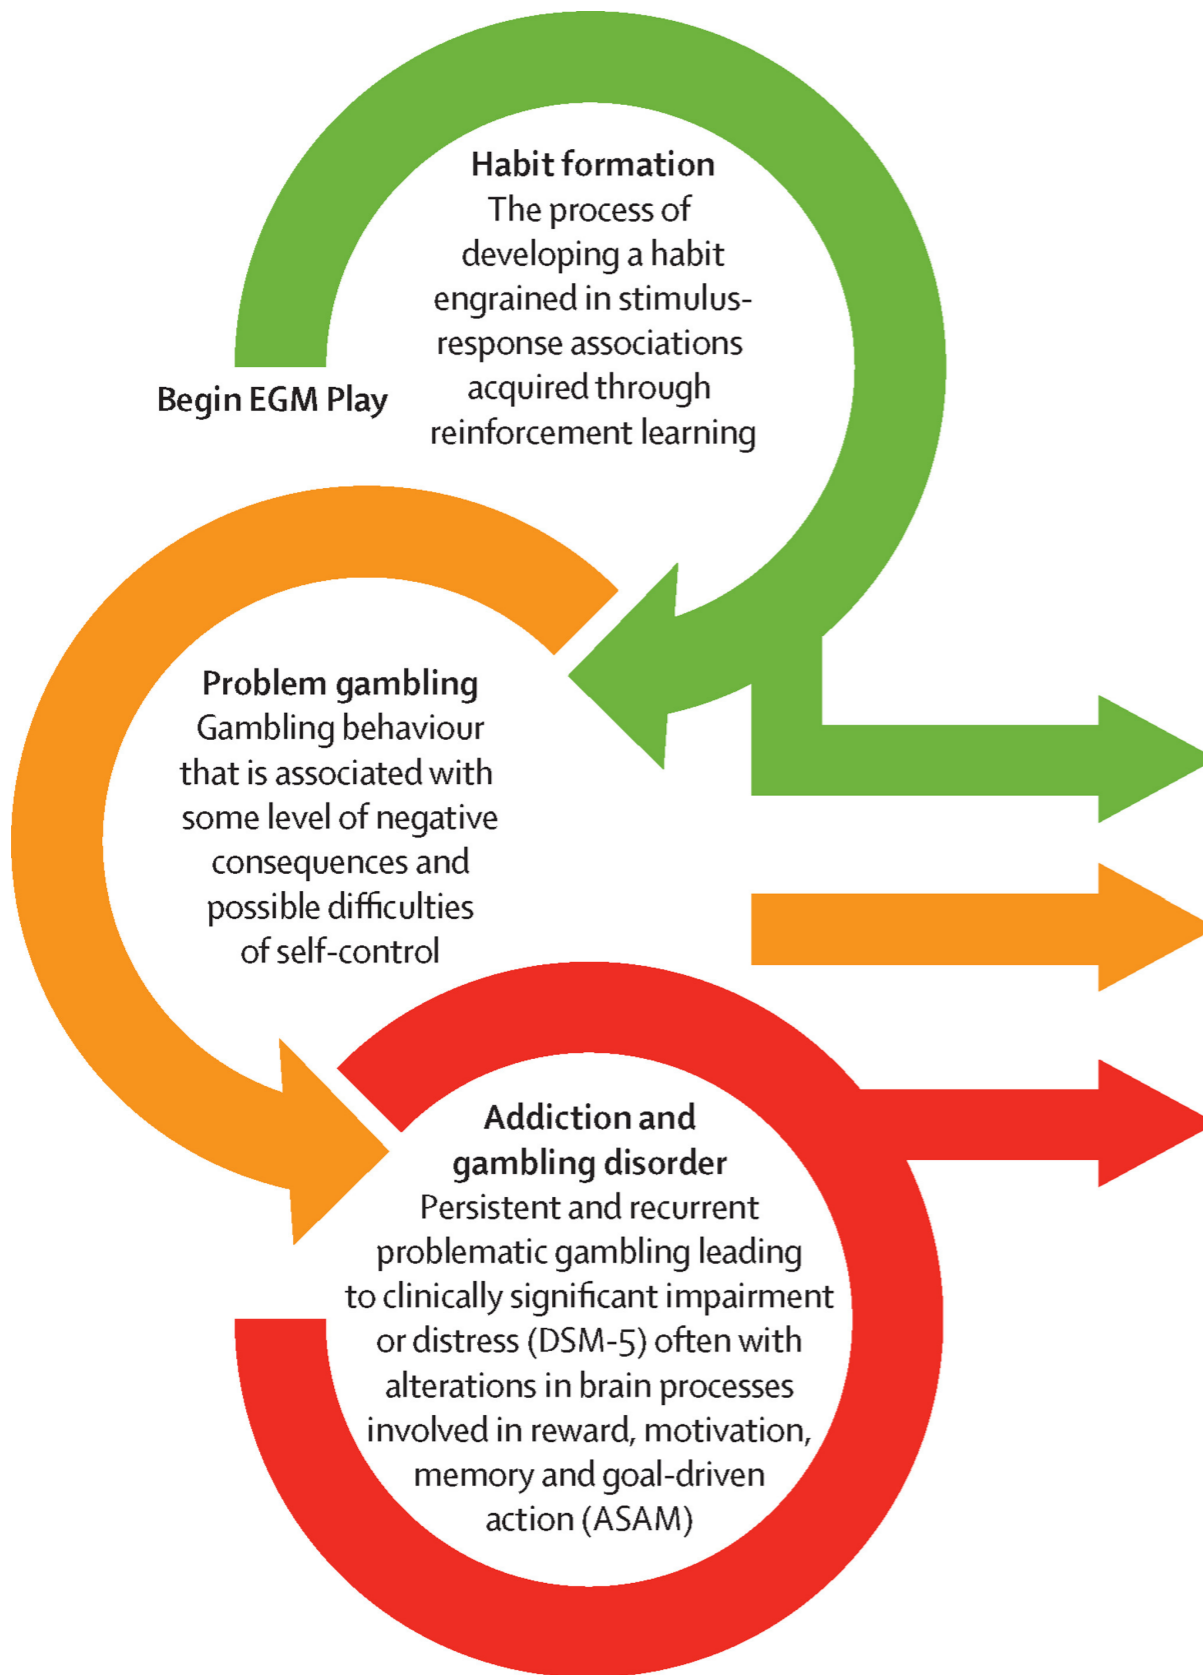 Habit formation
The process of
developing a habit
engrained in stimulus-
response associations
acquired through
reinforcement learning
Begin EGM Play
Problem gambling
Gambling behaviour
that is associated with
some level of negative
consequences and
possible difficulties
of self-control
Addiction and
gambling disorder
Persistent and recurrent
problematic gambling leading
to clinically significant impairment
or distress (DSM-5) often with
alterations in brain processes
involved in reward, motivation,
memory and goal-driven
action (ASAM)